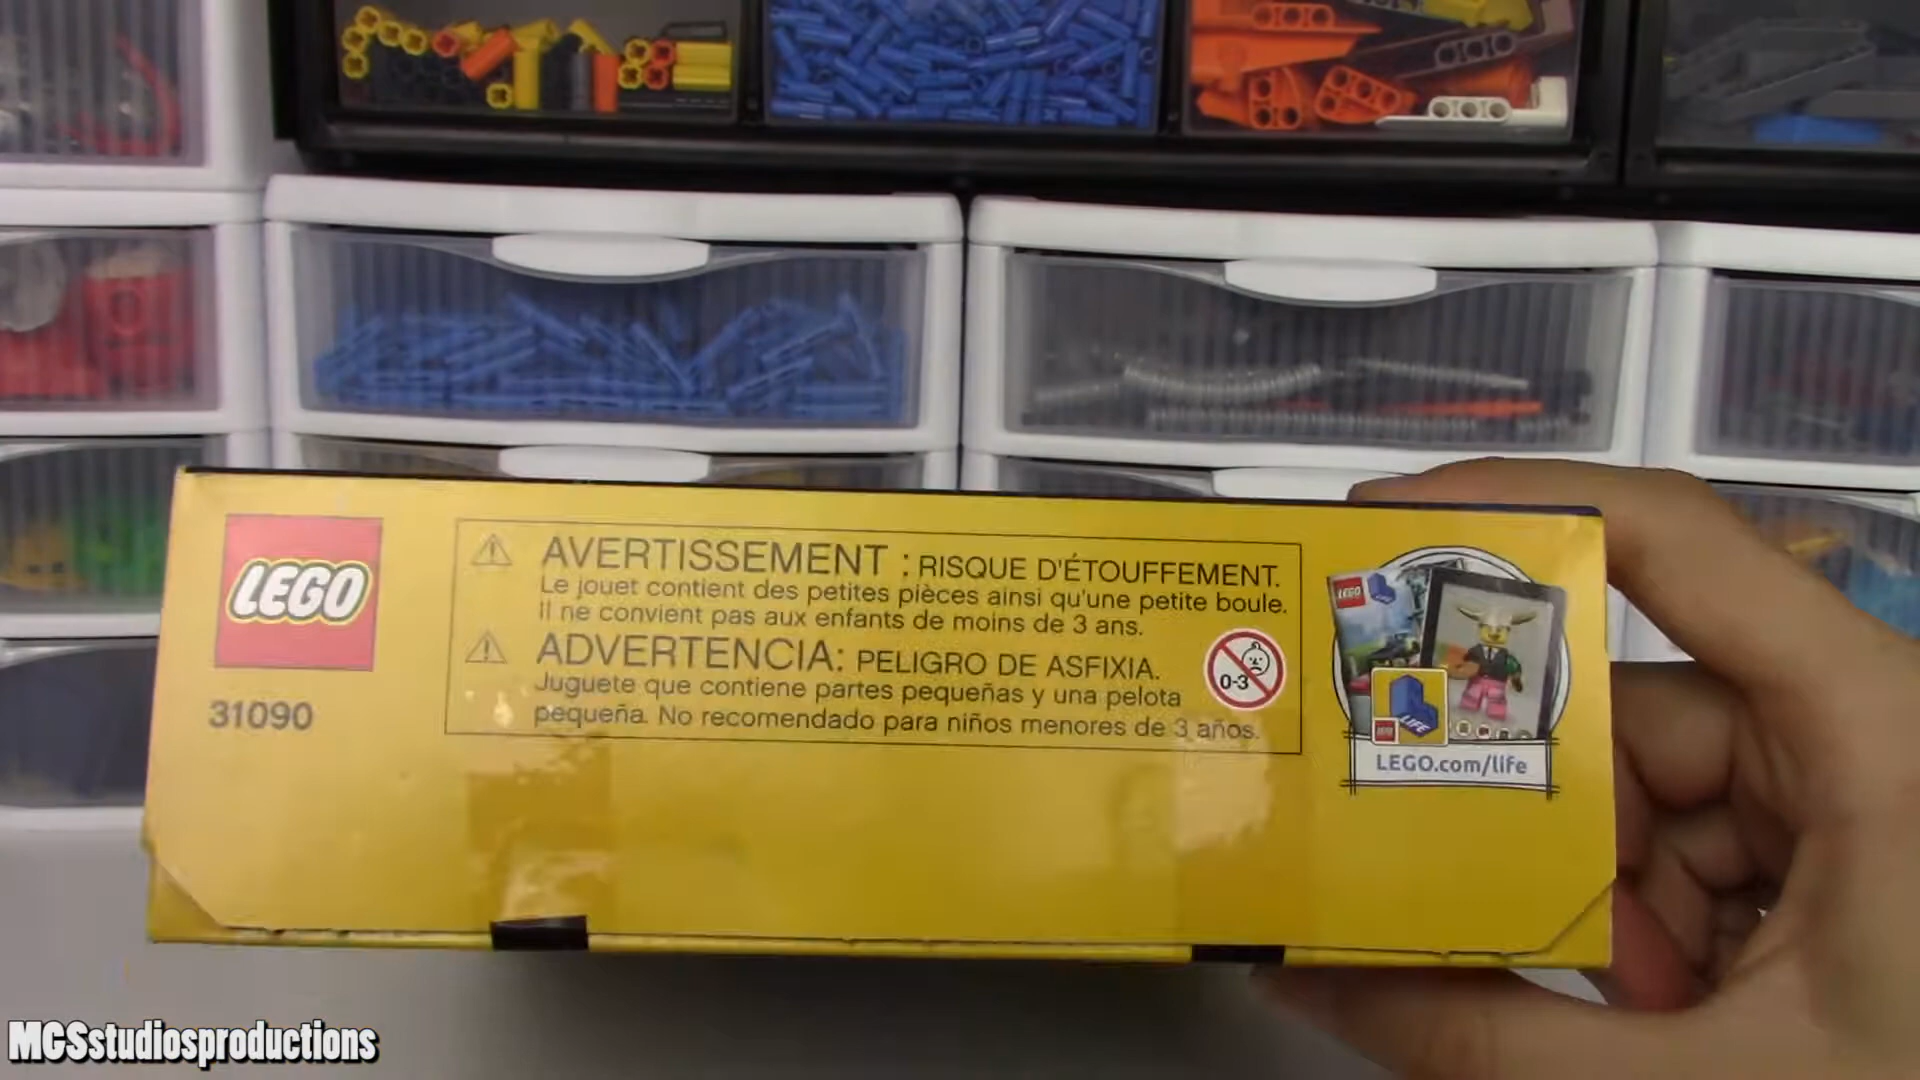 LEGO
31090
AVERTISSEMENT : RISQUE D'ÉTOUFFEMENT.
Le jouet contient des petites pièces ainsi qu'une petite boule.
Il ne convient pas aux enfants de moins de 3 ans.
ADVERTENCIA: PELIGRO DE ASFIXIA.
Juguete que contiene partes pequeñas y una pelota
pequeña. No recomendado para niños menores de 3 años.
0-3
LEGO
LIFE
LEGO.com/life
MGSstudiosproductions